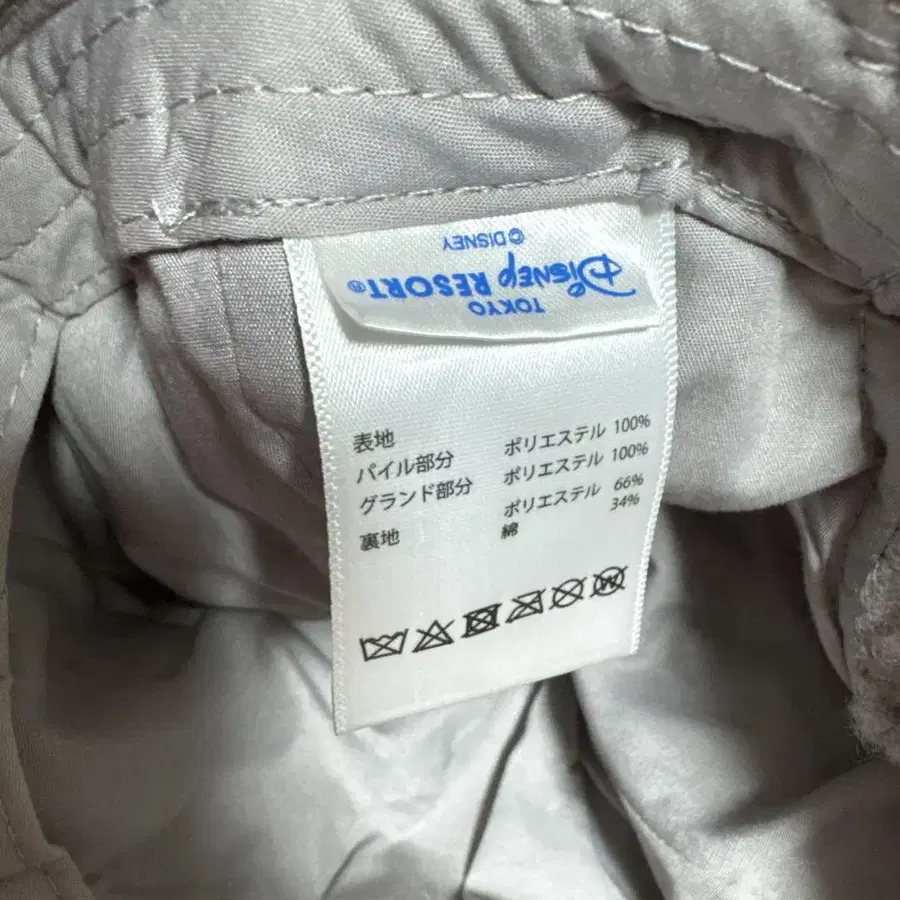 TOKYO
DISNEY RESORT®
© DISNEY
表地
パイル部分 ポリエステル 100%
グランド部分 ポリエステル 100%
裏地 ポリエステル 66%
綿 34%